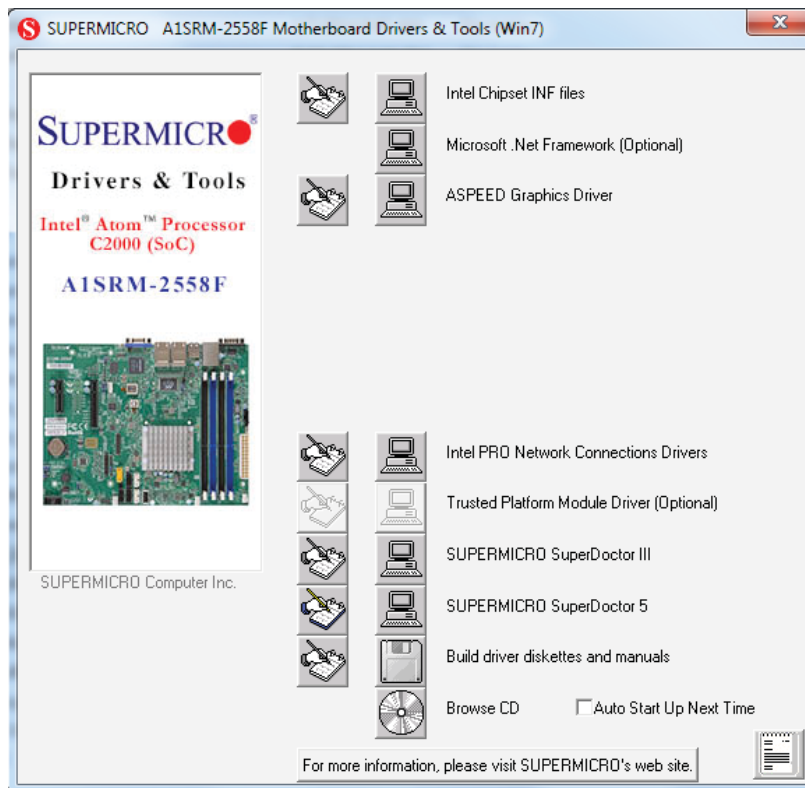 SUPERMICRO A1SRM-2558F Motherboard Drivers & Tools (Win7)
SUPERMICRO®
Drivers & Tools
Intel® Atom™ Processor
C2000 (SoC)
A1SRM-2558F
SUPERMICRO Computer Inc.
Intel Chipset INF files
Microsoft .Net Framework (Optional)
ASPEED Graphics Driver
Intel PRO Network Connections Drivers
Trusted Platform Module Driver (Optional)
SUPERMICRO SuperDoctor III
SUPERMICRO SuperDoctor 5
Build driver diskettes and manuals
Browse CD
Auto Start Up Next Time
For more information, please visit SUPERMICRO's web site.